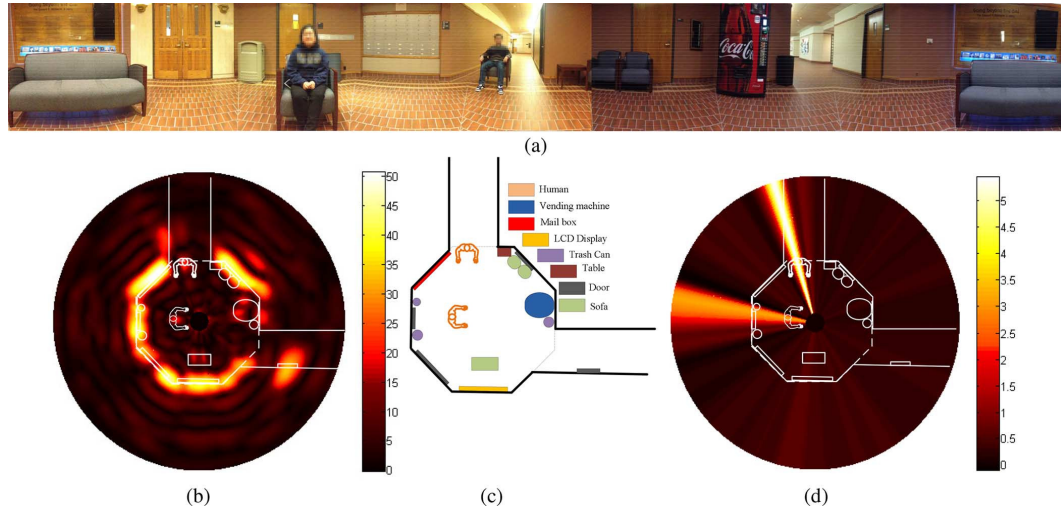 Coca-Cola
(a)
50
45
40
35
30
25
20
15
10
5
0
Human
Vending machine
Mail box
LCD Display
Trash Can
Table
Door
Sofa
5
4.5
4
3.5
3
2.5
2
1.5
1
0.5
0
(b)
(c)
(d)